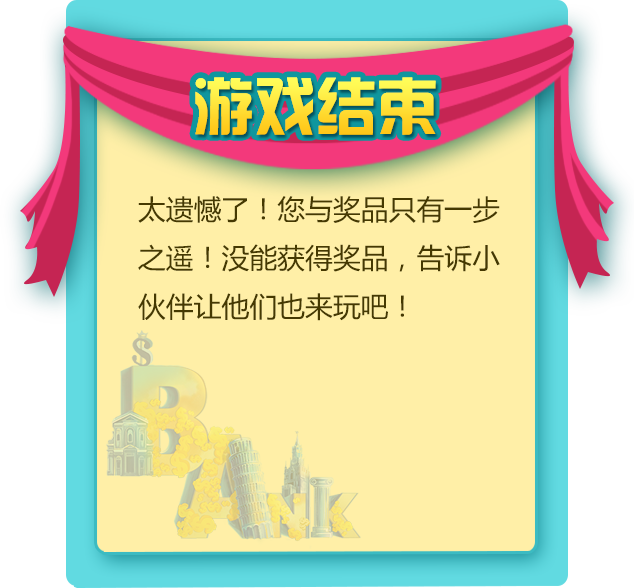 游戏结束
太遗憾了！您与奖品只有一步
之遥！没能获得奖品，告诉小
伙伴让他们也来玩吧！
$
BANK